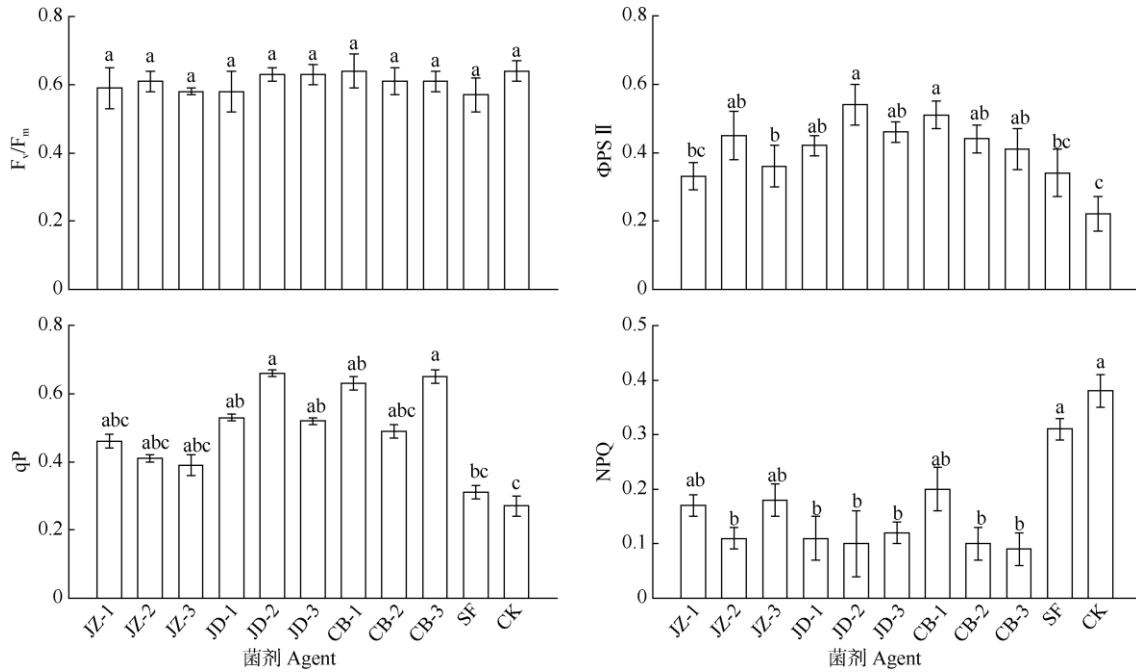 0.8
0.6
0.4
0.2
0
Fv/Fm
a a a a a a a a a a a
0.8
0.6
0.4
0.2
0
ΦPSⅡ
bc ab b ab a ab a ab ab bc c
0.8
0.6
0.4
0.2
0
qP
abc abc abc ab a ab ab abc a bc c
JZ-1 JZ-2 JZ-3 JD-1 JD-2 JD-3 CB-1 CB-2 CB-3 SF CK
菌剂 Agent
0.5
0.4
0.3
0.2
0.1
0
NPQ
ab b ab b b b ab b b a a
JZ-1 JZ-2 JZ-3 JD-1 JD-2 JD-3 CB-1 CB-2 CB-3 SF CK
菌剂 Agent